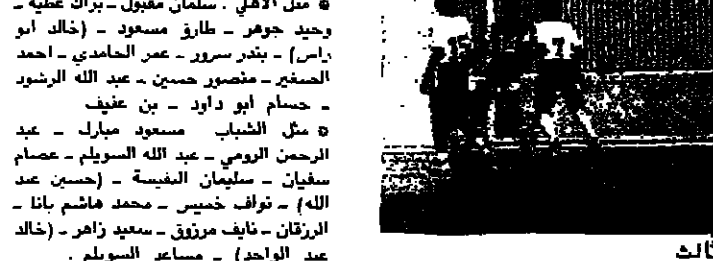 مثل الأهلي . سلمان مقبول ـ براك عطية ـ
وحيد جوهر ـ طارق مسعود ـ (خالد ابو
راس) ـ بندر سرور ـ عمر الحامدي ـ احمد
الصغير ـ منصور حسين ـ عبد الله الرشود
ـ حسام ابو داود ـ بن عفيف
مثل الشباب مسعود مبارك ـ عبد
الرحمن الرومي ـ عبد الله السويلم ـ عصام
سفيان ـ سليمان النفيسة ـ (حسين عبد
الله) ـ نواف خميس ـ محمد هاشم بانا ـ
الرزقان ـ نايف مرزوق ـ سعيد زاهر ـ (خالد
عبد الواحد) ـ مساعد السويلم .